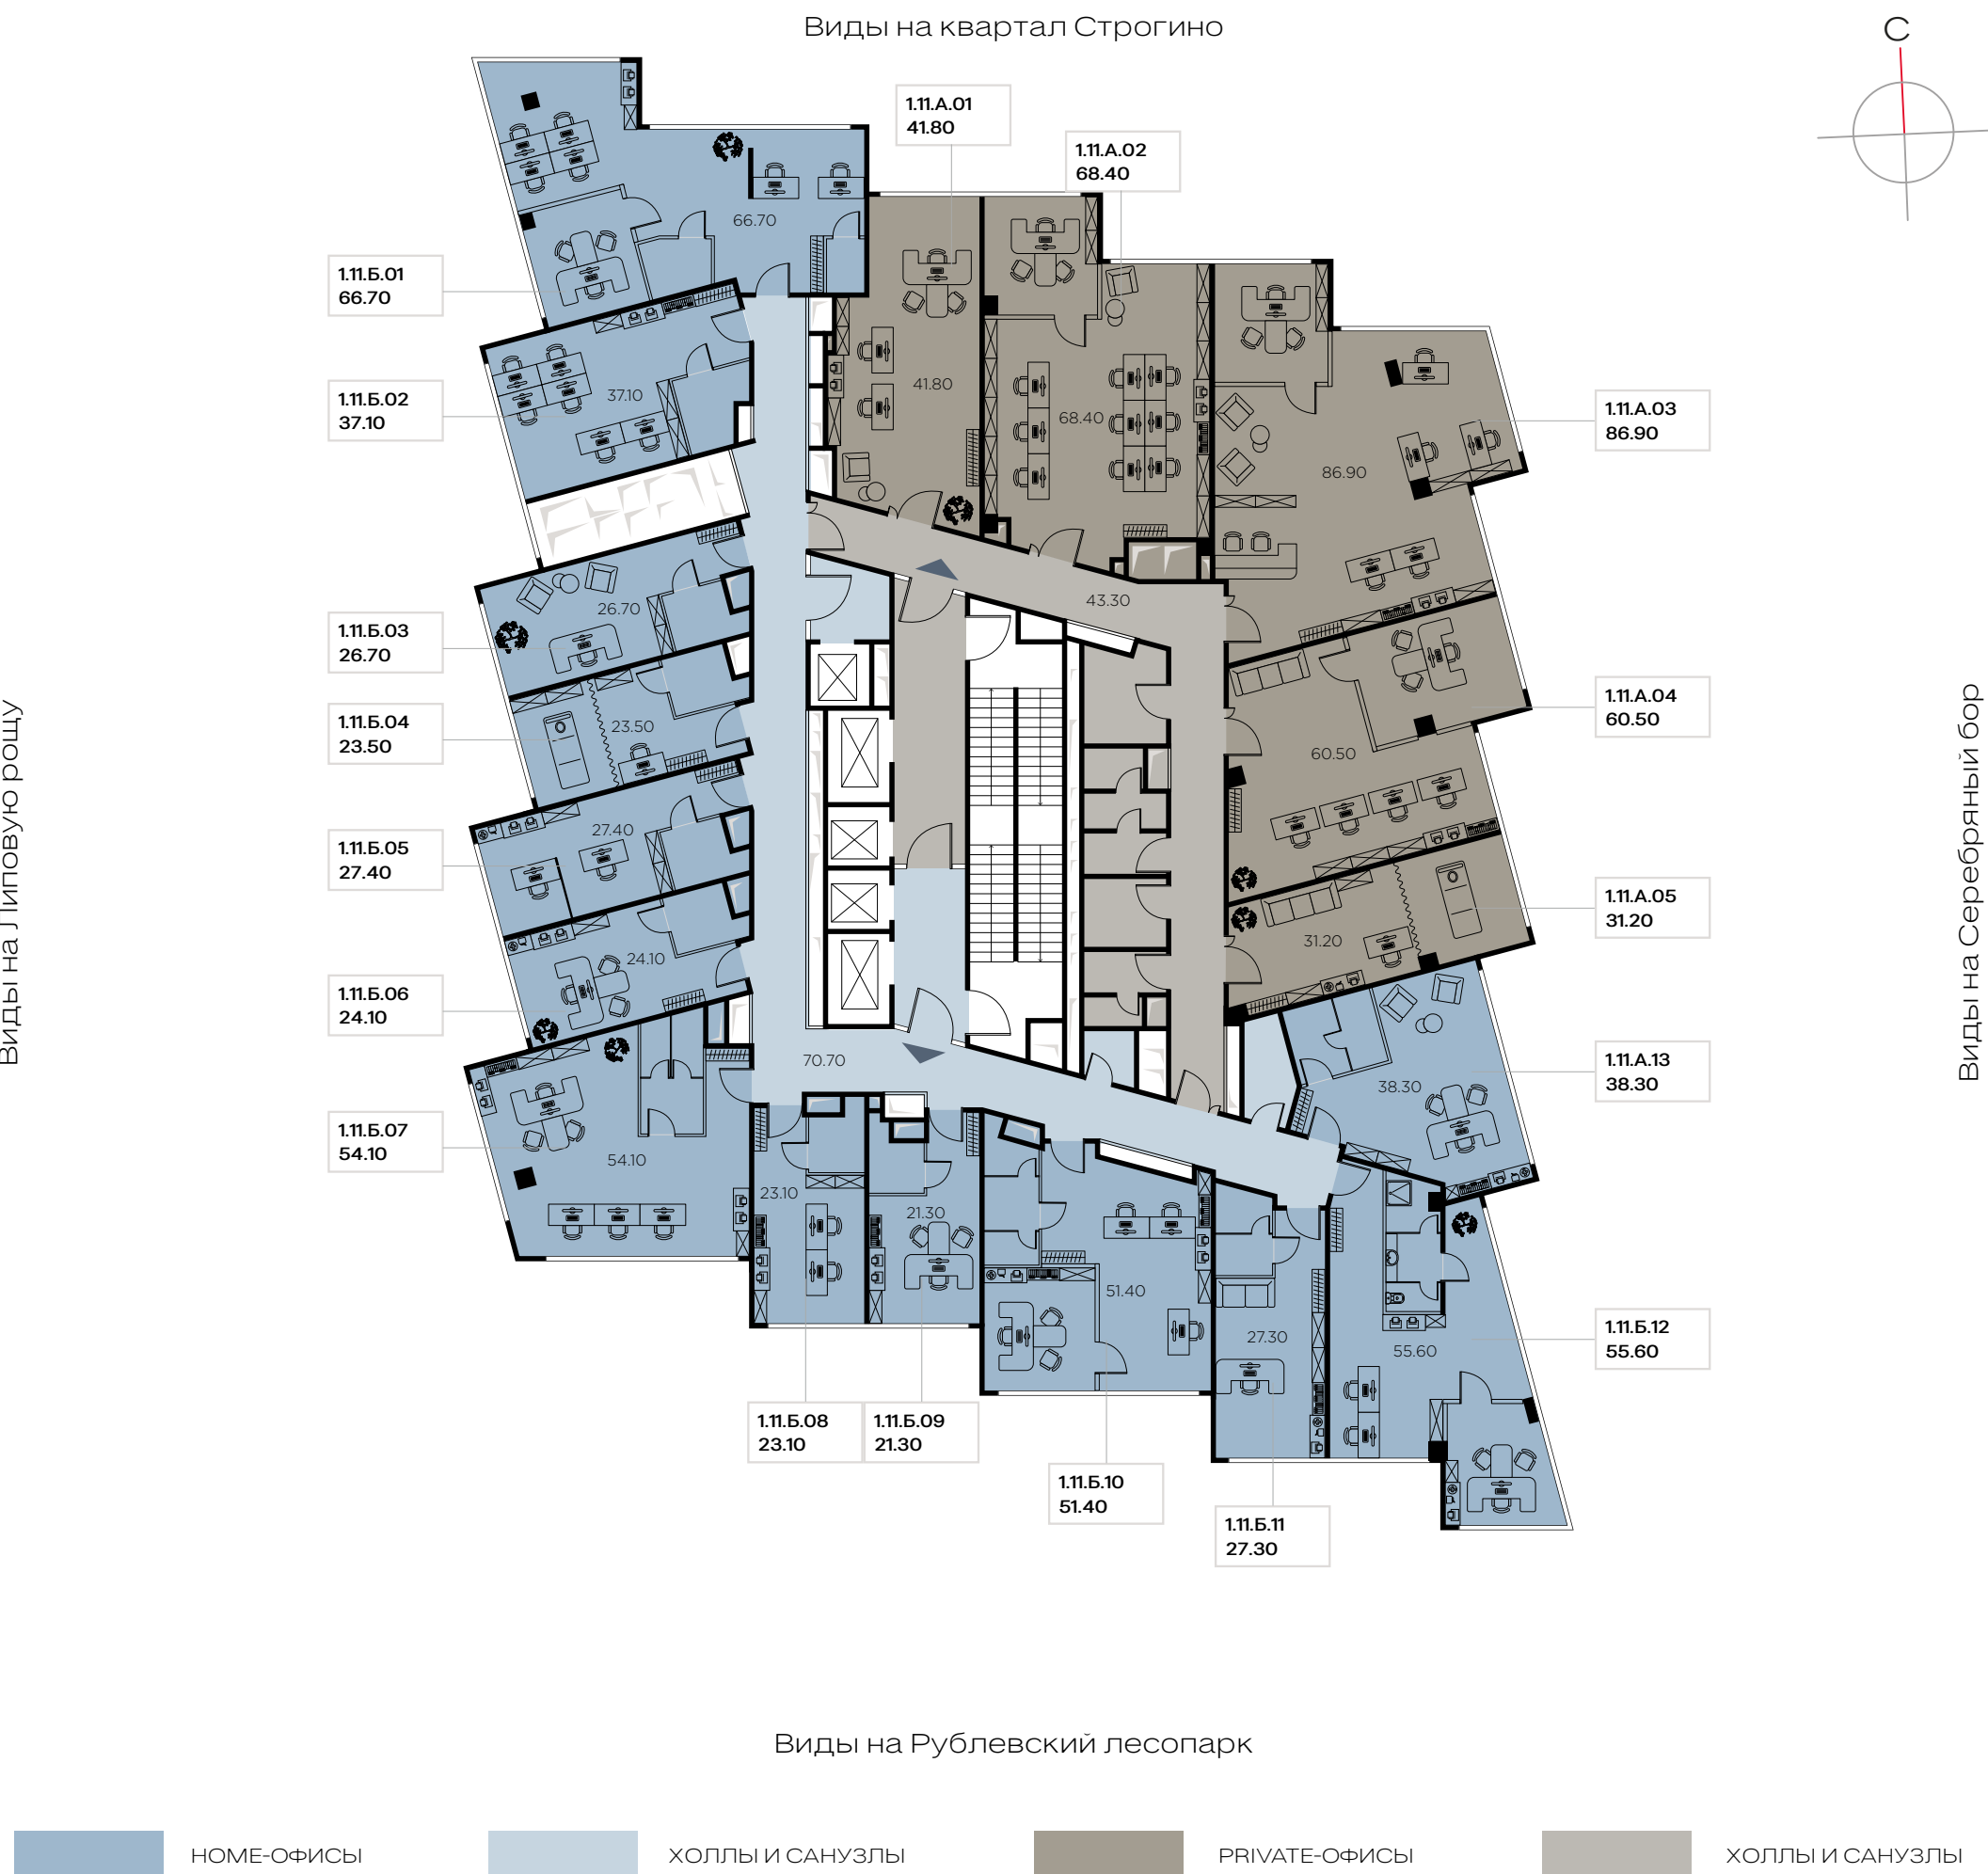 Виды на квартал Строгино
С
1.11.А.01
41.80
1.11.А.02
68.40
66.70
1.11.Б.01
66.70
41.80
1.11.Б.02
37.10
37.10
68.40
1.11.А.03
86.90
86.90
43.30
26.70
1.11.Б.03
26.70
1.11.А.04
60.50
23.50
1.11.Б.04
23.50
60.50
Виды на Липовую рощу
Виды на Серебряный бор
27.40
1.11.Б.05
27.40
1.11.А.05
31.20
31.20
24.10
1.11.Б.06
24.10
70.70
1.11.А.13
38.30
38.30
1.11.Б.07
54.10
54.10
23.10
21.30
51.40
27.30
55.60
1.11.Б.12
55.60
1.11.Б.08
23.10
1.11.Б.09
21.30
1.11.Б.10
51.40
1.11.Б.11
27.30
Виды на Рублевский лесопарк
HOME-ОФИСЫ
ХОЛЛЫ И САНУЗЛЫ
PRIVATE-ОФИСЫ
ХОЛЛЫ И САНУЗЛЫ